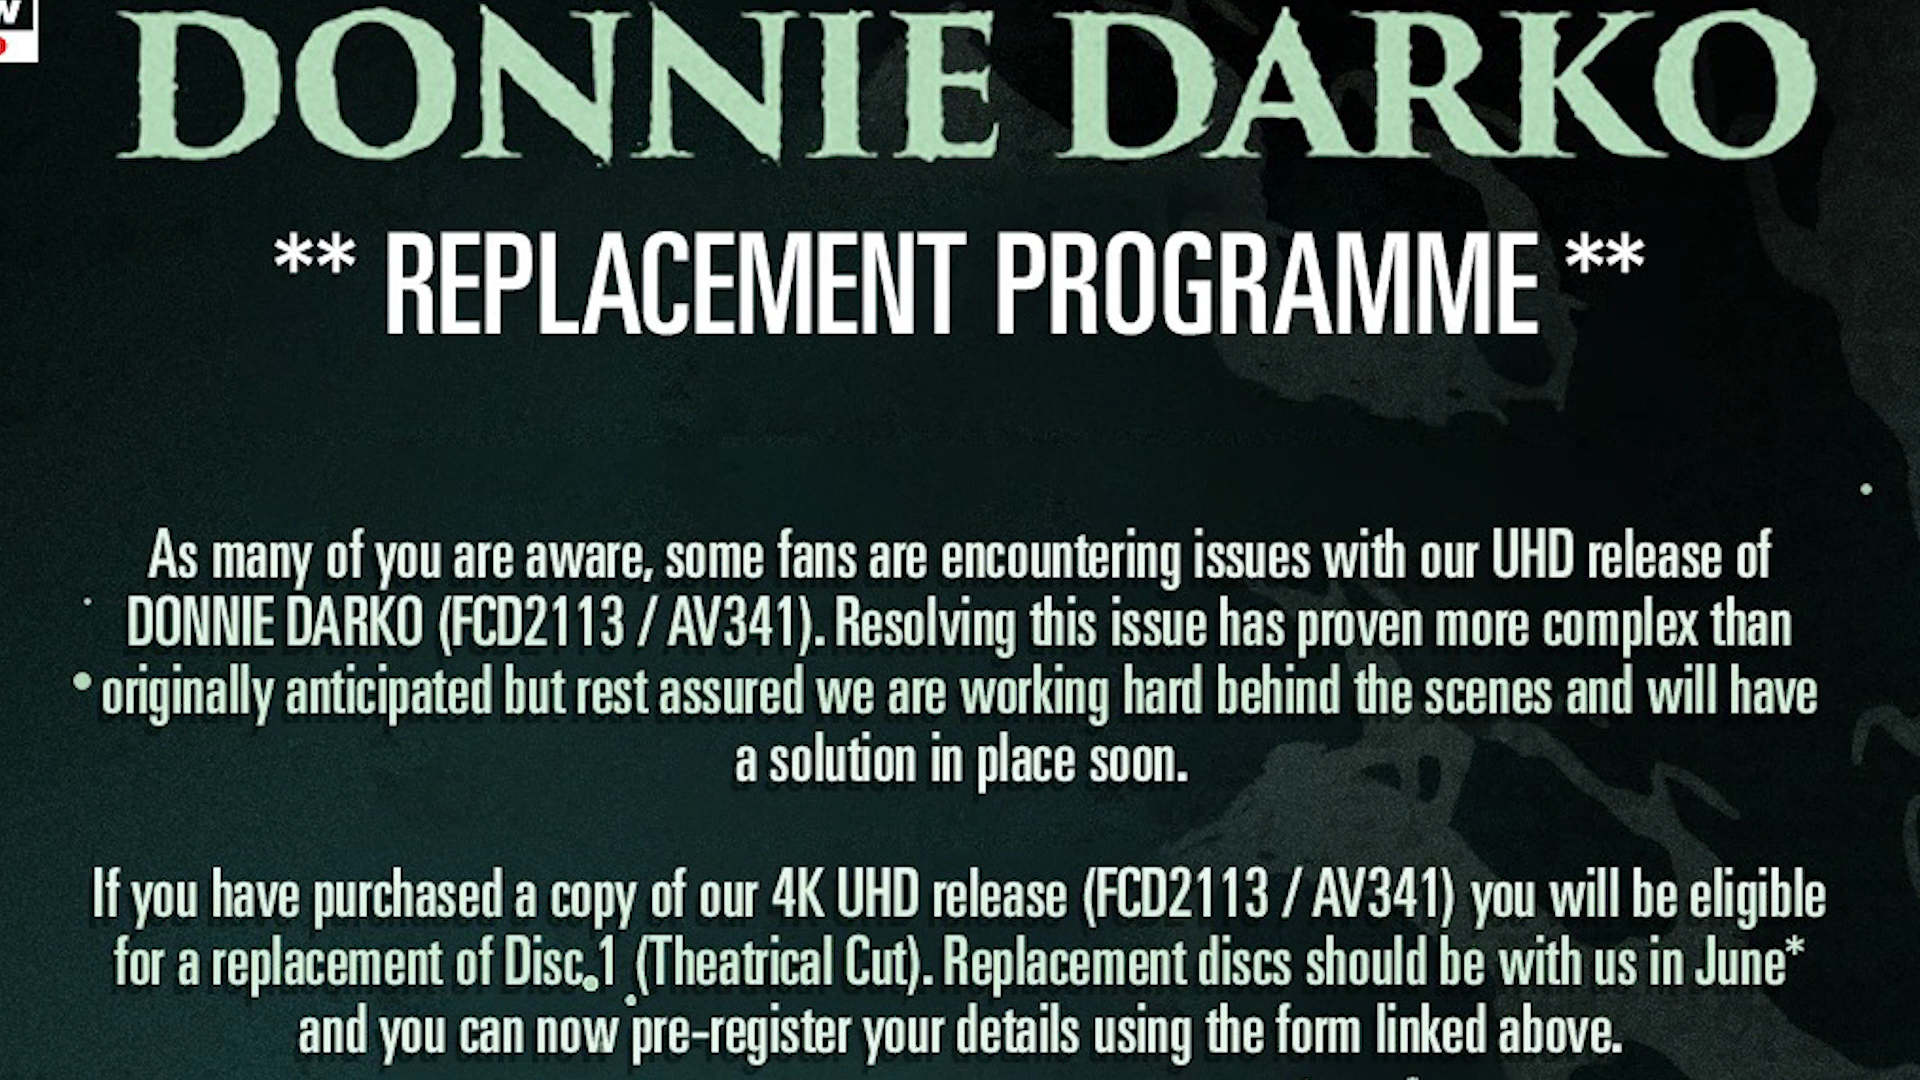 DONNIE DARKO
** REPLACEMENT PROGRAMME **
As many of you are aware, some fans are encountering issues with our UHD release of
DONNIE DARKO (FCD2113 / AV341). Resolving this issue has proven more complex than
originally anticipated but rest assured we are working hard behind the scenes and will have
a solution in place soon.
If you have purchased a copy of our 4K UHD release (FCD2113 / AV341) you will be eligible
for a replacement of Disc 1 (Theatrical Cut). Replacement discs should be with us in June*
and you can now pre-register your details using the form linked above.